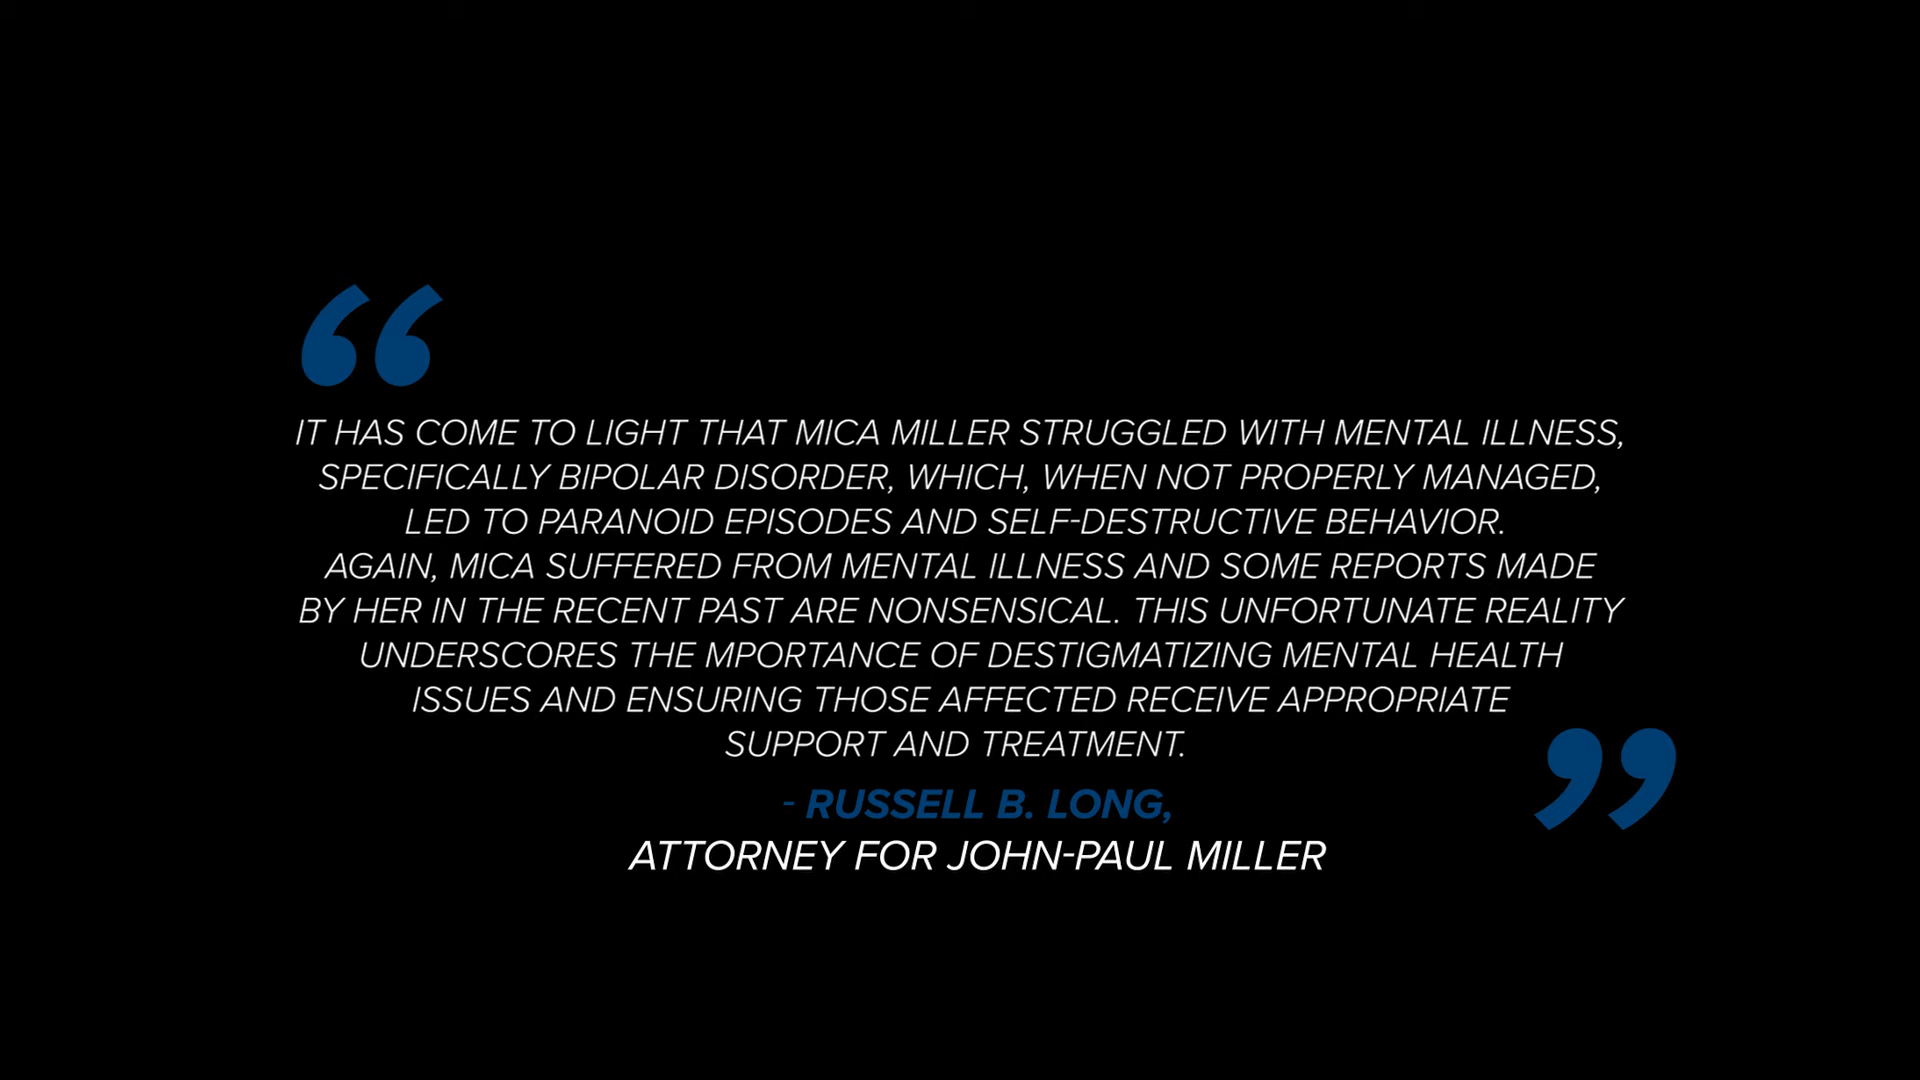 “
IT HAS COME TO LIGHT THAT MICA MILLER STRUGGLED WITH MENTAL ILLNESS,
SPECIFICALLY BIPOLAR DISORDER, WHICH, WHEN NOT PROPERLY MANAGED,
LED TO PARANOID EPISODES AND SELF-DESTRUCTIVE BEHAVIOR.
AGAIN, MICA SUFFERED FROM MENTAL ILLNESS AND SOME REPORTS MADE
BY HER IN THE RECENT PAST ARE NONSENSICAL. THIS UNFORTUNATE REALITY
UNDERSCORES THE MPORTANCE OF DESTIGMATIZING MENTAL HEALTH
ISSUES AND ENSURING THOSE AFFECTED RECEIVE APPROPRIATE
SUPPORT AND TREATMENT.
”
- RUSSELL B. LONG,
ATTORNEY FOR JOHN-PAUL MILLER